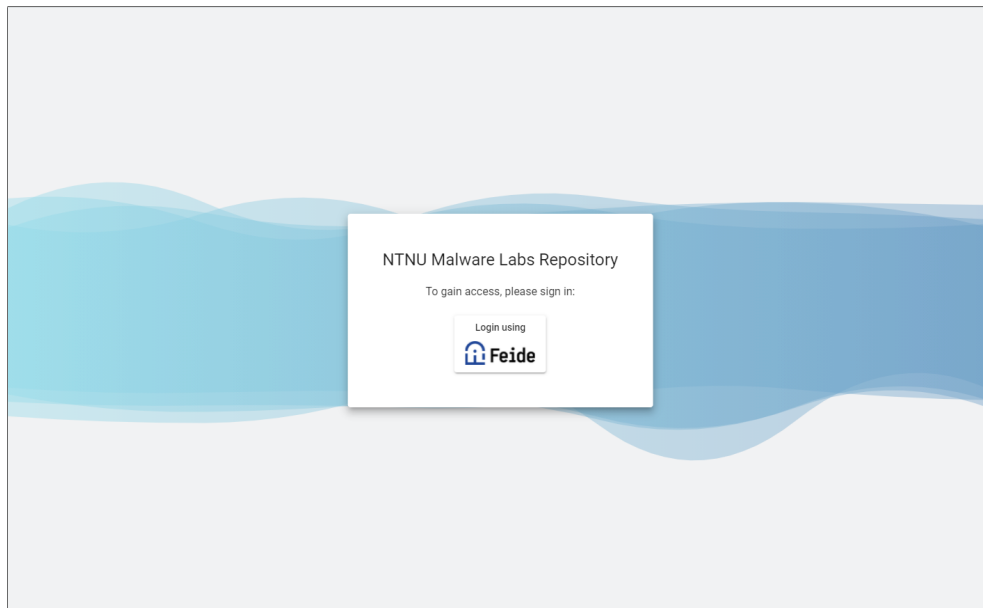 NTNU Malware Labs Repository
To gain access, please sign in:
Login using
Feide